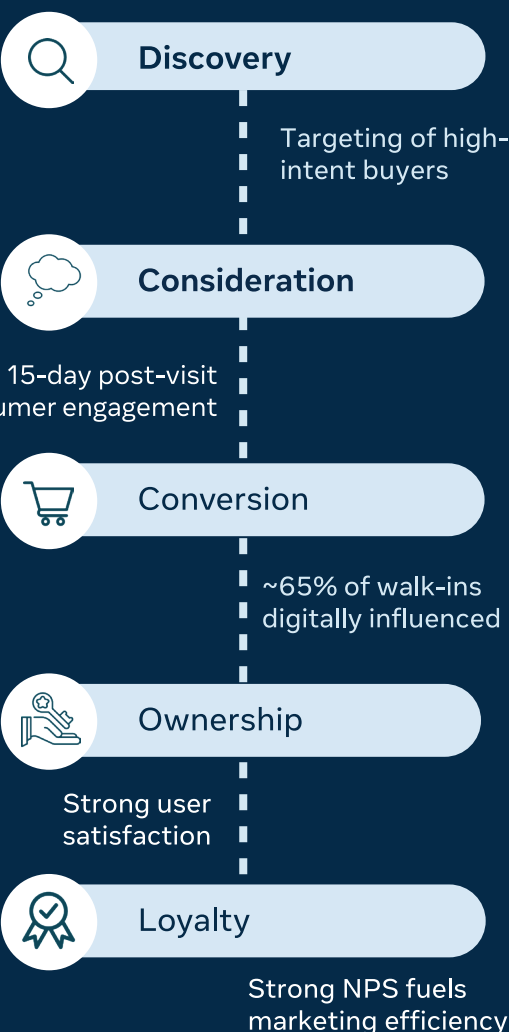 Discovery
Targeting of high-
intent buyers
Consideration
15-day post-visit
umer engagement
Conversion
~65% of walk-ins
digitally influenced
Ownership
Strong user
satisfaction
Loyalty
Strong NPS fuels
marketing efficiency